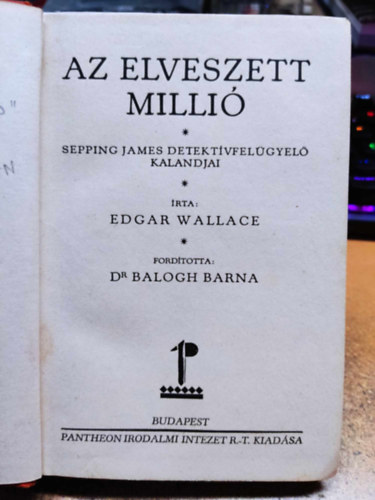 AZ ELVESZETT
MILLIÓ
SEPPING JAMES DETEKTÍVFELÜGYELŐ
KALANDJAI
ÍRTA:
EDGAR WALLACE
FORDÍTOTTA:
DR BALOGH BARNA
BUDAPEST
PANTHEON IRODALMI INTÉZET R.-T. KIADÁSA